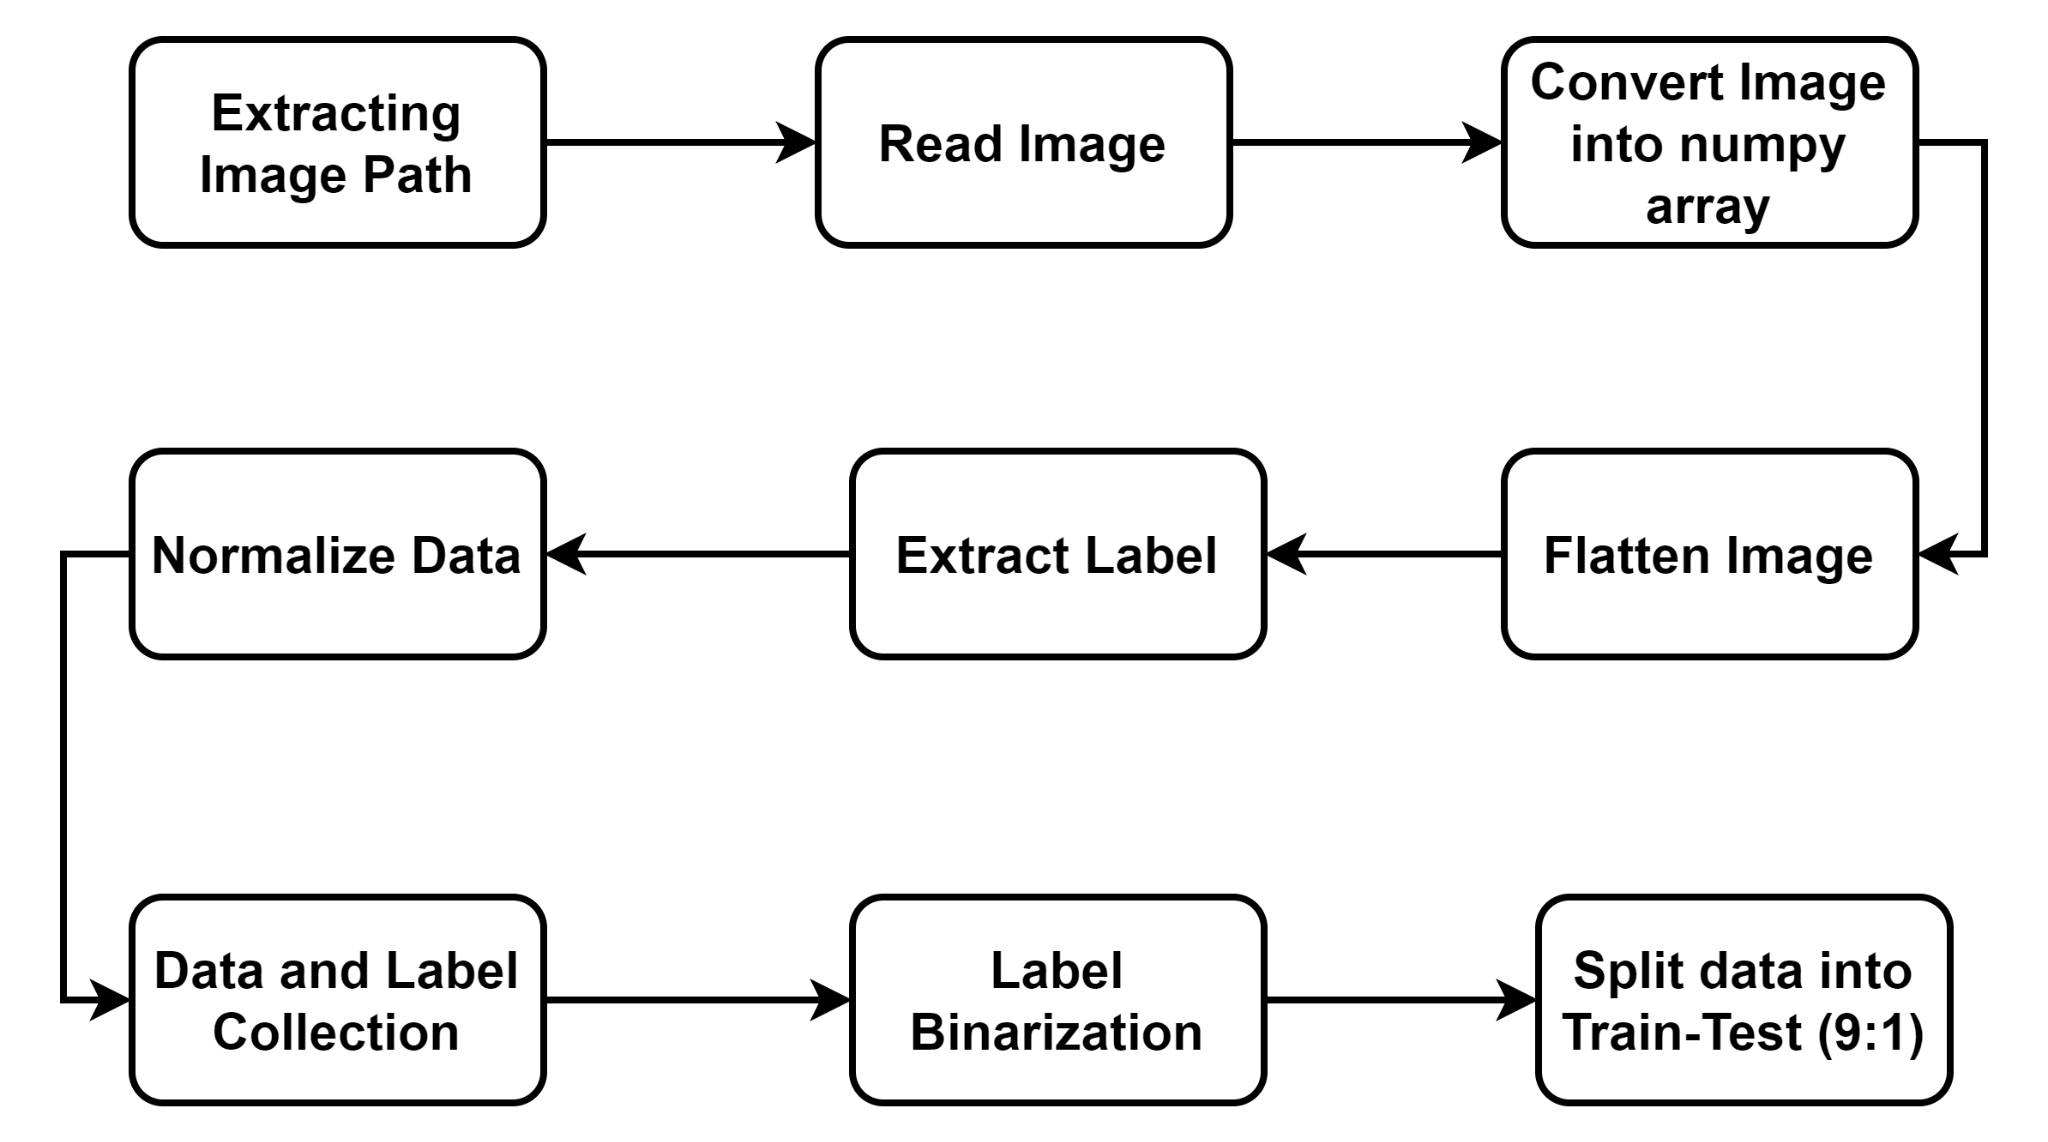 Extracting
Image Path
Read Image
Convert Image
into numpy
array
Flatten Image
Extract Label
Normalize Data
Data and Label
Collection
Label
Binarization
Split data into
Train-Test (9:1)